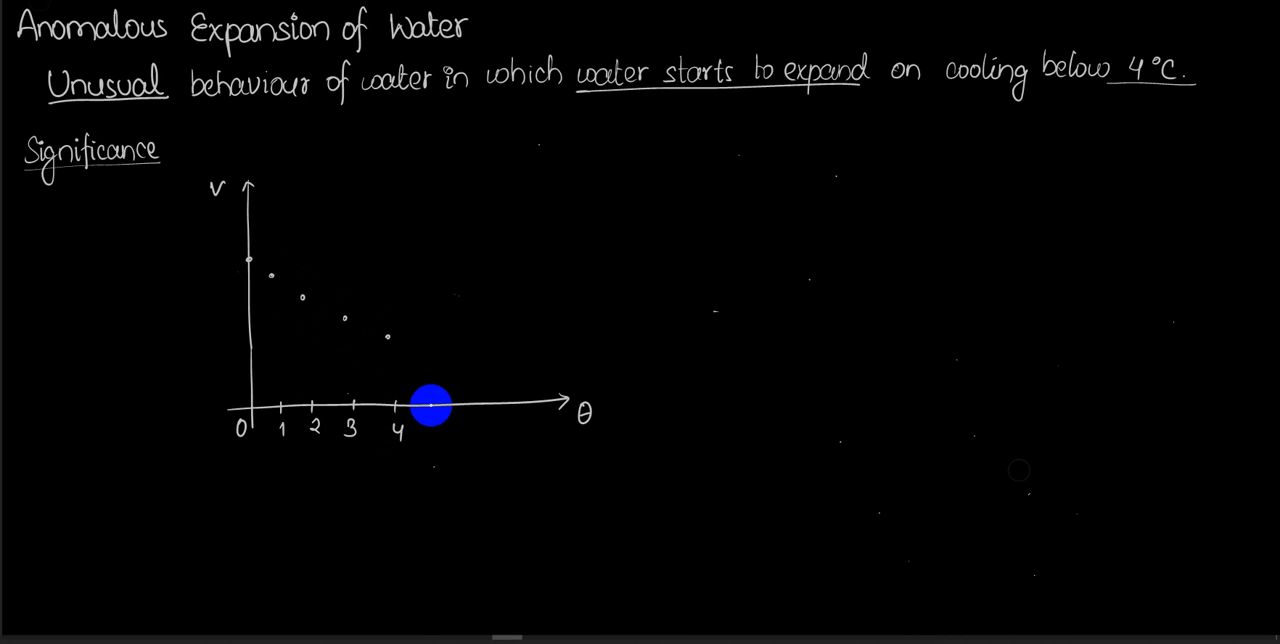 Anomalous Expansion of Water
Unusual behaviour of water in which water starts to expand on cooling below 4°C.
Significance
V
0 1 2 3 4
θ